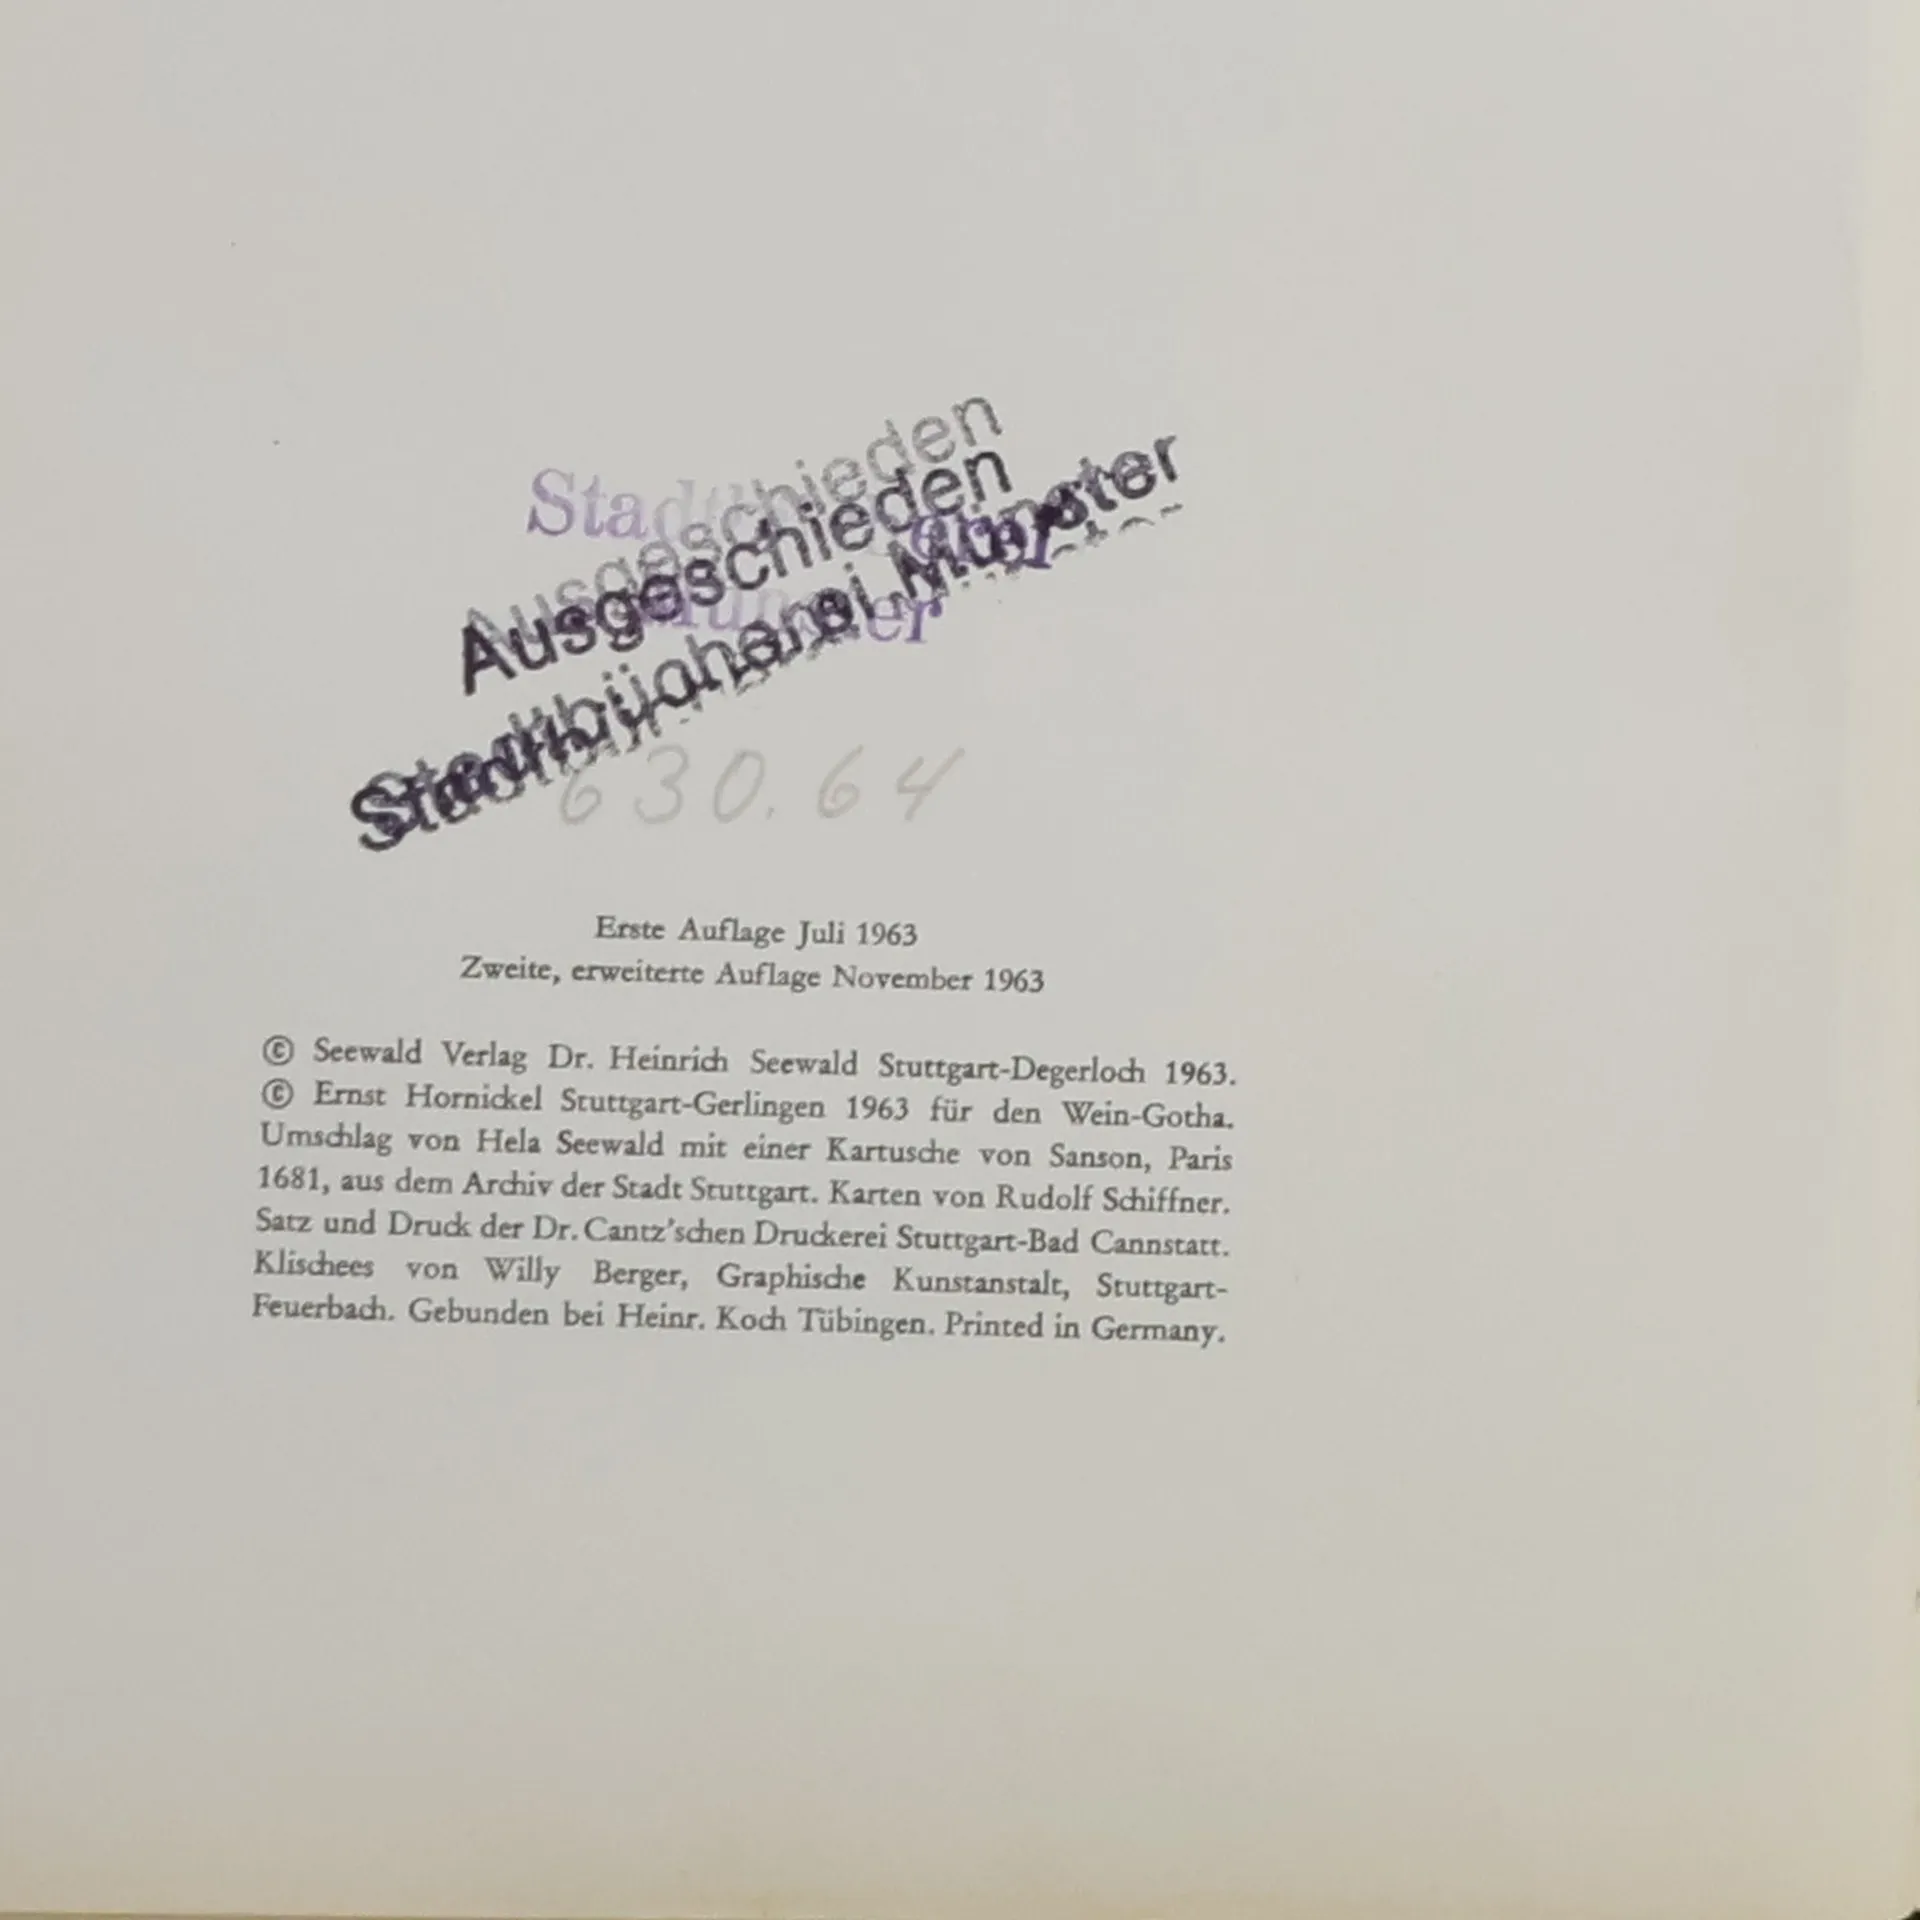 Stadtbücherei
Münster
Ausgeschieden
Ausgeschieden
Stadtbücherei Münster
630.64
Erste Auflage Juli 1963
Zweite, erweiterte Auflage November 1963
© Seewald Verlag Dr. Heinrich Seewald Stuttgart-Degerloch 1963.
© Ernst Hornickel Stuttgart-Gerlingen 1963 für den Wein-Gotha.
Umschlag von Hela Seewald mit einer Kartusche von Sanson, Paris
1681, aus dem Archiv der Stadt Stuttgart. Karten von Rudolf Schiffner.
Satz und Druck der Dr. Cantz'schen Druckerei Stuttgart-Bad Cannstatt.
Klischees von Willy Berger, Graphische Kunstanstalt, Stuttgart-
Feuerbach. Gebunden bei Heinr. Koch Tübingen. Printed in Germany.